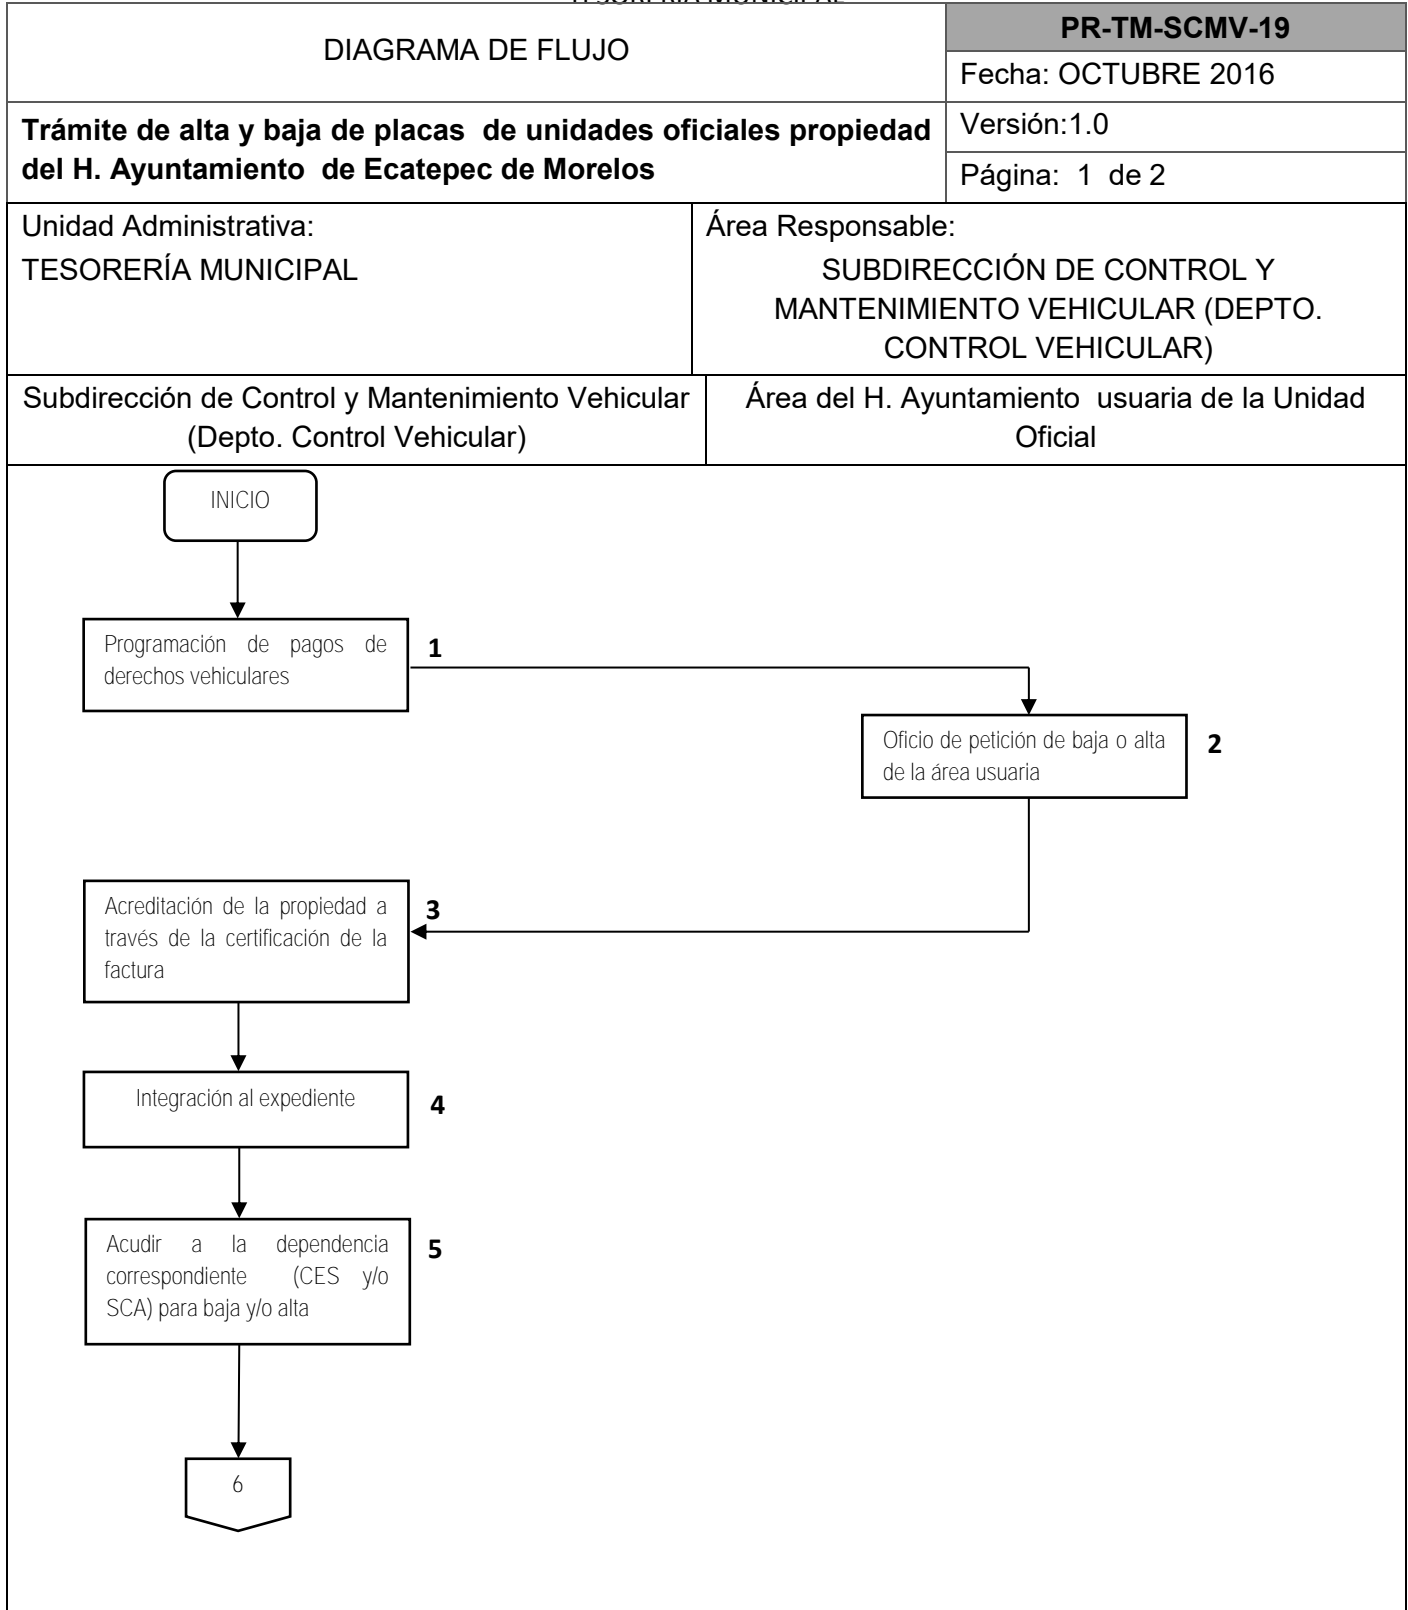 DIAGRAMA DE FLUJO
PR-TM-SCMV-19
Fecha: OCTUBRE 2016
Trámite de alta y baja de placas  de unidades oficiales propiedad
del H. Ayuntamiento  de Ecatepec de Morelos
Versión:1.0
Página:  1  de 2
Unidad Administrativa:
TESORERÍA MUNICIPAL
Área Responsable:
SUBDIRECCIÓN DE CONTROL Y
MANTENIMIENTO VEHICULAR (DEPTO.
CONTROL VEHICULAR)
Subdirección de Control y Mantenimiento Vehicular
(Depto. Control Vehicular)
Área del H. Ayuntamiento  usuaria de la Unidad
Oficial
INICIO
Programación de pagos de
derechos vehiculares
1
Oficio de petición de baja o alta
de la área usuaria
2
Acreditación de la propiedad a
través de la certificación de la
factura
3
Integración al expediente
4
Acudir a la dependencia
correspondiente (CES y/o
SCA) para baja y/o alta
5
6